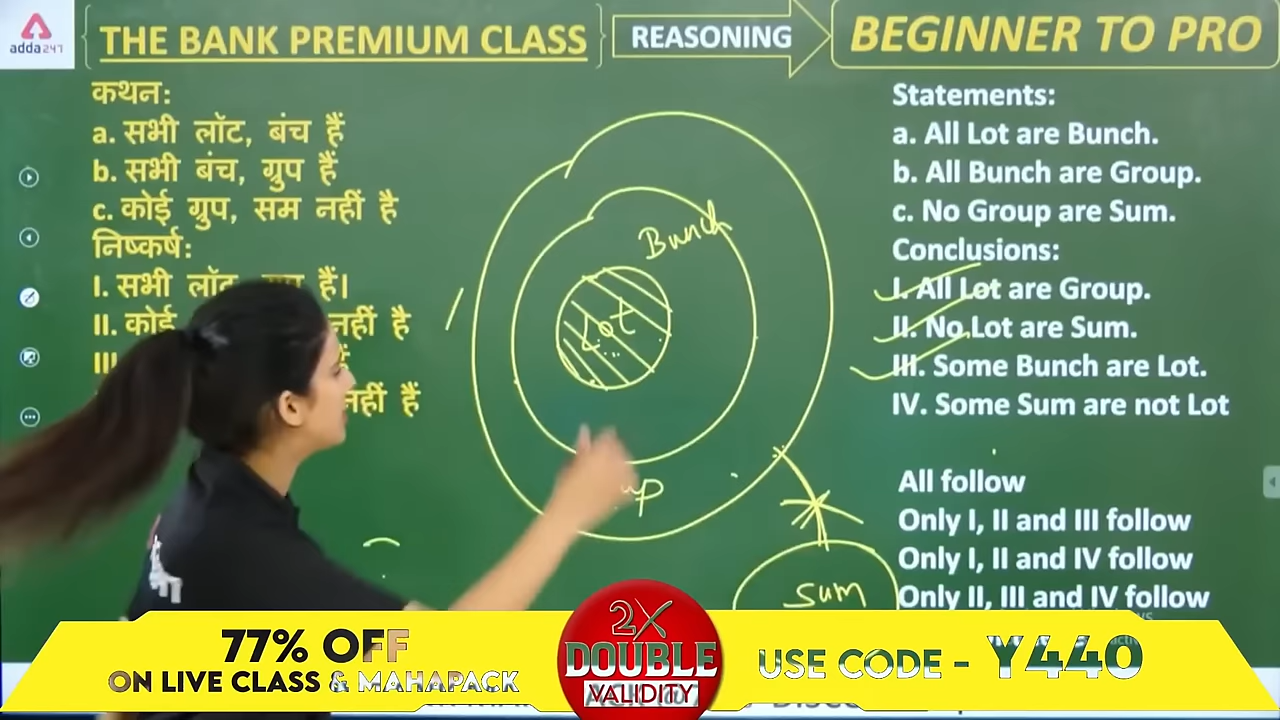 adda247
THE BANK PREMIUM CLASS
REASONING
BEGINNER TO PRO
कथन:
a. सभी लॉट, बंच हैं
b. सभी बंच, ग्रुप हैं
c. कोई ग्रुप, सम नहीं है
निष्कर्ष:
I. सभी लॉट हैं।
II. कोई नहीं है
III
नहीं हैं
Bunch
Lot
up
sum
Statements:
a. All Lot are Bunch.
b. All Bunch are Group.
c. No Group are Sum.
Conclusions:
I. All Lot are Group.
II. No Lot are Sum.
III. Some Bunch are Lot.
IV. Some Sum are not Lot
All follow
Only I, II and III follow
Only I, II and IV follow
Only II, III and IV follow
77% OFF
ON LIVE CLASS & MAHAPACK
2X
DOUBLE
VALIDITY
USE CODE - Y440